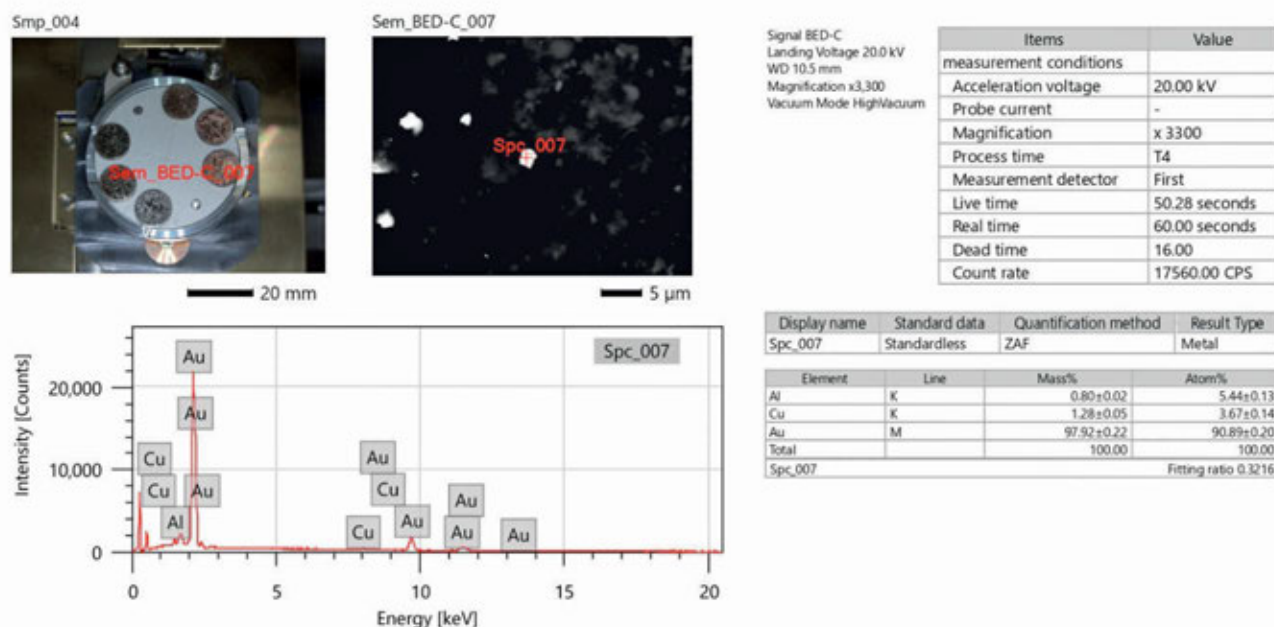 Smp_004
Sem_BED-C_007
Sem_BED-C_007
Spc_007
20 mm
5 μm
Signal BED-C
Landing Voltage 20.0 kV
WD 10.5 mm
Magnification x3,300
Vacuum Mode HighVacuum
Items Value
measurement conditions
Acceleration voltage 20.00 kV
Probe current -
Magnification x 3300
Process time T4
Measurement detector First
Live time 50.28 seconds
Real time 60.00 seconds
Dead time 16.00
Count rate 17560.00 CPS
Intensity [Counts]
20,000
10,000
0
Spc_007
Au
Au
Cu
Cu
Au
Al
Au
Cu
Cu
Au
Au
Au
Au
0 5 10 15 20
Energy [keV]
Display name Standard data Quantification method Result Type
Spc_007 Standardless ZAF Metal
Element Line Mass% Atom%
Al K 0.80±0.02 5.44±0.13
Cu K 1.28±0.05 3.67±0.14
Au M 97.92±0.22 90.89±0.20
Total 100.00 100.00
Spc_007 Fitting ratio 0.3216